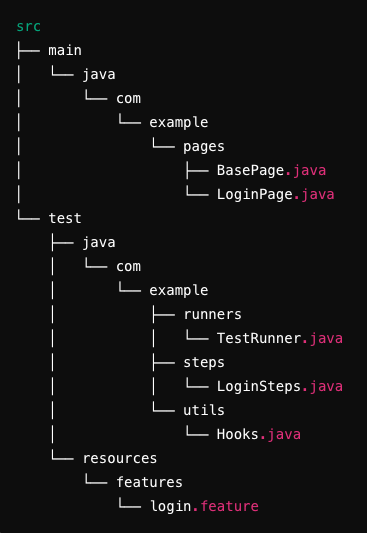 src
├── main
│   └── java
│       └── com
│           └── example
│               └── pages
│                   ├── BasePage.java
│                   └── LoginPage.java
└── test
    ├── java
    │   └── com
    │       └── example
    │           ├── runners
    │           │   └── TestRunner.java
    │           ├── steps
    │           │   └── LoginSteps.java
    │           └── utils
    │               └── Hooks.java
    └── resources
        └── features
            └── login.feature